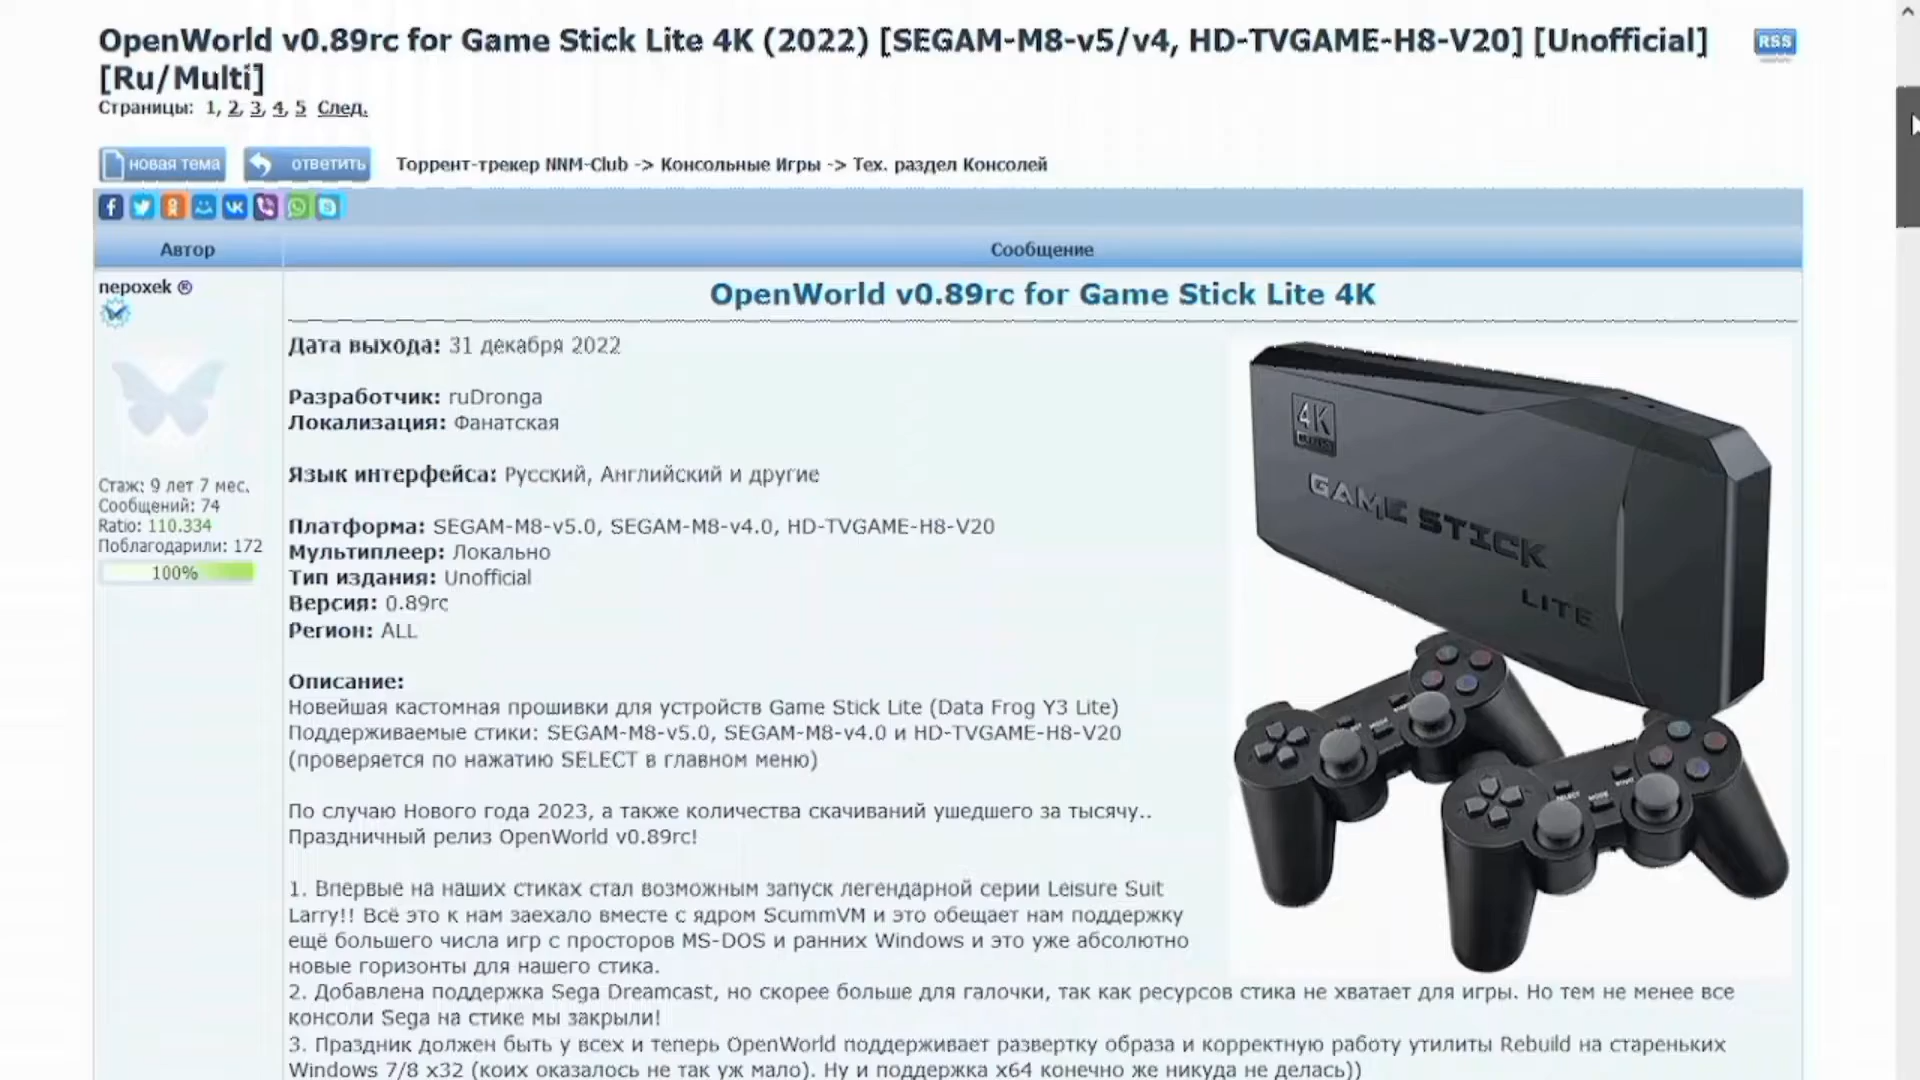 OpenWorld v0.89rc for Game Stick Lite 4K (2022) [SEGAM-M8-v5/v4, HD-TVGAME-H8-V20] [Unofficial]
[Ru/Multi]
RSS
Страницы: 1, 2, 3, 4, 5 След.
новая тема
ответить
Торрент-трекер NNM-Club -> Консольные Игры -> Тех. раздел Консолей
Автор
Сообщение
nepoxek ®
OpenWorld v0.89rc for Game Stick Lite 4K
Стаж: 9 лет 7 мес.
Сообщений: 74
Ratio: 110.334
Поблагодарили: 172
100%
Дата выхода: 31 декабря 2022
Разработчик: ruDronga
Локализация: Фанатская
Язык интерфейса: Русский, Английский и другие
Платформа: SEGAM-M8-v5.0, SEGAM-M8-v4.0, HD-TVGAME-H8-V20
Мультиплеер: Локально
Тип издания: Unofficial
Версия: 0.89rc
Регион: ALL
Описание:
Новейшая кастомная прошивки для устройств Game Stick Lite (Data Frog Y3 Lite)
Поддерживаемые стики: SEGAM-M8-v5.0, SEGAM-M8-v4.0 и HD-TVGAME-H8-V20
(проверяется по нажатию SELECT в главном меню)
По случаю Нового года 2023, а также количества скачиваний ушедшего за тысячу..
Праздничный релиз OpenWorld v0.89rc!
1. Впервые на наших стиках стал возможным запуск легендарной серии Leisure Suit
Larry!! Всё это к нам заехало вместе с ядром ScummVM и это обещает нам поддержку
ещё большего числа игр с просторов MS-DOS и ранних Windows и это уже абсолютно
новые горизонты для нашего стика.
2. Добавлена поддержка Sega Dreamcast, но скорее больше для галочки, так как ресурсов стика не хватает для игры. Но тем не менее все
консоли Sega на стике мы закрыли!
3. Праздник должен быть у всех и теперь OpenWorld поддерживает развертку образа и корректную работу утилиты Rebuild на стареньких
Windows 7/8 x32 (коих оказалось не так уж мало). Ну и поддержка x64 конечно же никуда не делась))
4K
GAME STICK
LITE